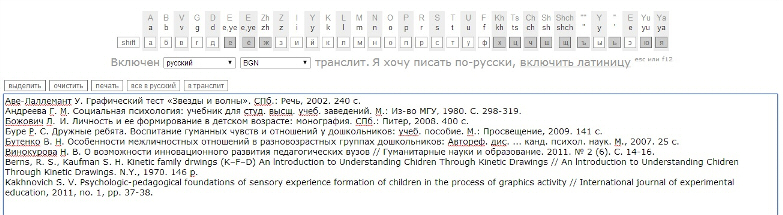 A B V G D E E Zh Z I Y K L M N O P R S T U F Kh Ts Ch Sh Shch " Y ' E Yu Ya
a b v g d e,ye e,ye zh z i y k l m n o p r s t u f kh ts ch sh shch " y ' e yu ya
shift а б в г д е ё ж з и й к л м н о п р с т у ф х ц ч ш щ ъ ы ь э ю я
Включен русский BGN транслит. Я хочу писать по-русски, включить латиницу esc или f12
выделить очистить печать все в русский в транслит
Аве-Лаллемант У. Графический тест «Звезды и волны». СПб.: Речь, 2002. 240 с.
Андреева Г. М. Социальная психология: учебник для студ. высш. учеб. заведений. М.: Из-во МГУ, 1980. С. 298-319.
Божович Л. И. Личность и ее формирование в детском возрасте: монография. СПб.: Питер, 2008. 400 с.
Буре Р. С. Дружные ребята. Воспитание гуманных чувств и отношений у дошкольников: учеб. пособие. М.: Просвещение, 2009. 141 с.
Бутенко В. Н. Особенности межличностных отношений в разновозрастных группах дошкольников: Автореф. дис. ... канд. психол. наук. М., 2007. 25 с.
Винокурова Н. В. О возможности инновационного развития педагогических вузов // Гуманитарные науки и образование. 2011. № 2 (6). С. 14-16.
Berns, R. S., Kaufman S. H. Kinetic family drwings (K–F–D) An lntroduction to Understanding Chidren Through Kinetic Drawings // An lntroduction to Understanding Chidren
Through Kinetic Drawings. N.Y., 1970. 146 p.
Kakhnovich S. V. Psychologic-pedagogical foundations of sensory experience formation of children in the process of graphics activity // International journal of experimental
education, 2011, no. 1, pp. 37-38.